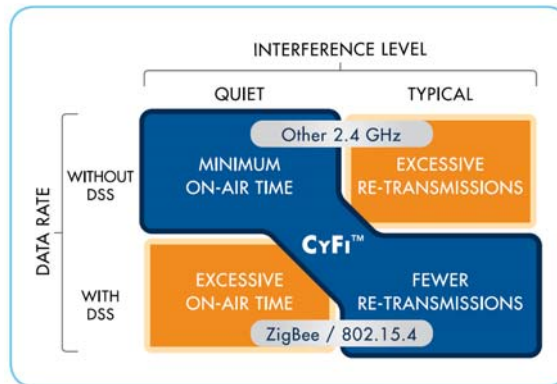 INTERFERENCE LEVEL
QUIET
TYPICAL
DATA RATE
WITHOUT
DSS
WITH
DSS
Other 2.4 GHz
MINIMUM
ON-AIR TIME
EXCESSIVE
RE-TRANSMISSIONS
CYFI™
EXCESSIVE
ON-AIR TIME
FEWER
RE-TRANSMISSIONS
ZigBee / 802.15.4